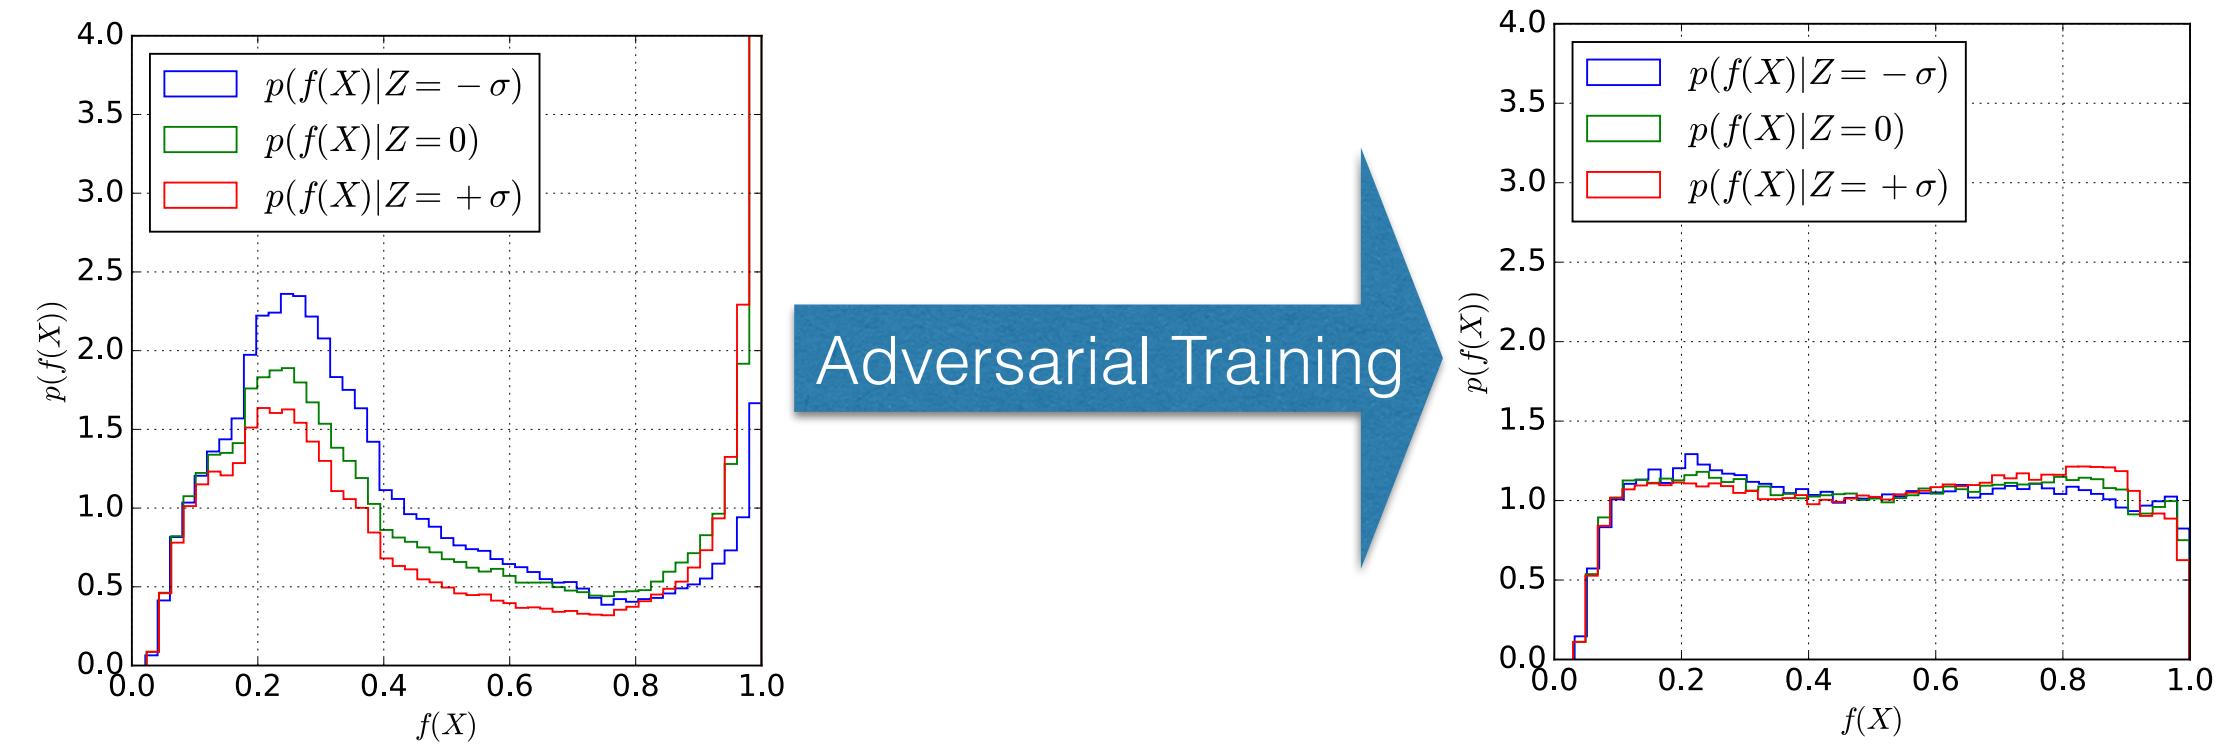 4.0
3.5
3.0
2.5
2.0
1.5
1.0
0.5
0.0
p(f(X))
p(f(X)|Z = − σ)
p(f(X)|Z = 0)
p(f(X)|Z = + σ)
0.0 0.2 0.4 0.6 0.8 1.0
f(X)
Adversarial Training
4.0
3.5
3.0
2.5
2.0
1.5
1.0
0.5
0.0
p(f(X))
p(f(X)|Z = − σ)
p(f(X)|Z = 0)
p(f(X)|Z = + σ)
0.0 0.2 0.4 0.6 0.8 1.0
f(X)